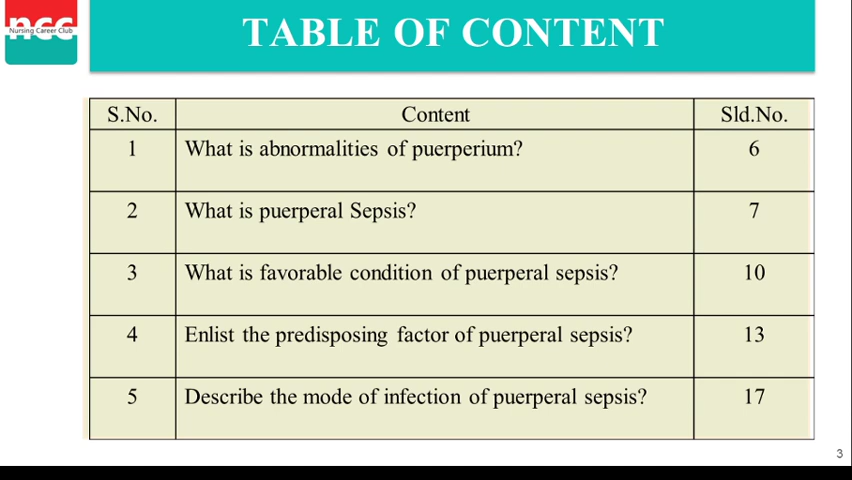 ncc
Nursing Career Club
TABLE OF CONTENT
S.No. Content Sld.No.
1 What is abnormalities of puerperium? 6
2 What is puerperal Sepsis? 7
3 What is favorable condition of puerperal sepsis? 10
4 Enlist the predisposing factor of puerperal sepsis? 13
5 Describe the mode of infection of puerperal sepsis? 17
3